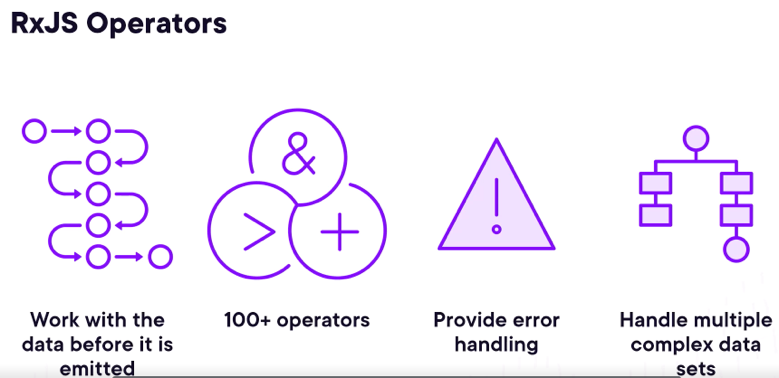 RxJS Operators
&
>
+
!
Work with the
data before it is
emitted
100+ operators
Provide error
handling
Handle multiple
complex data
sets